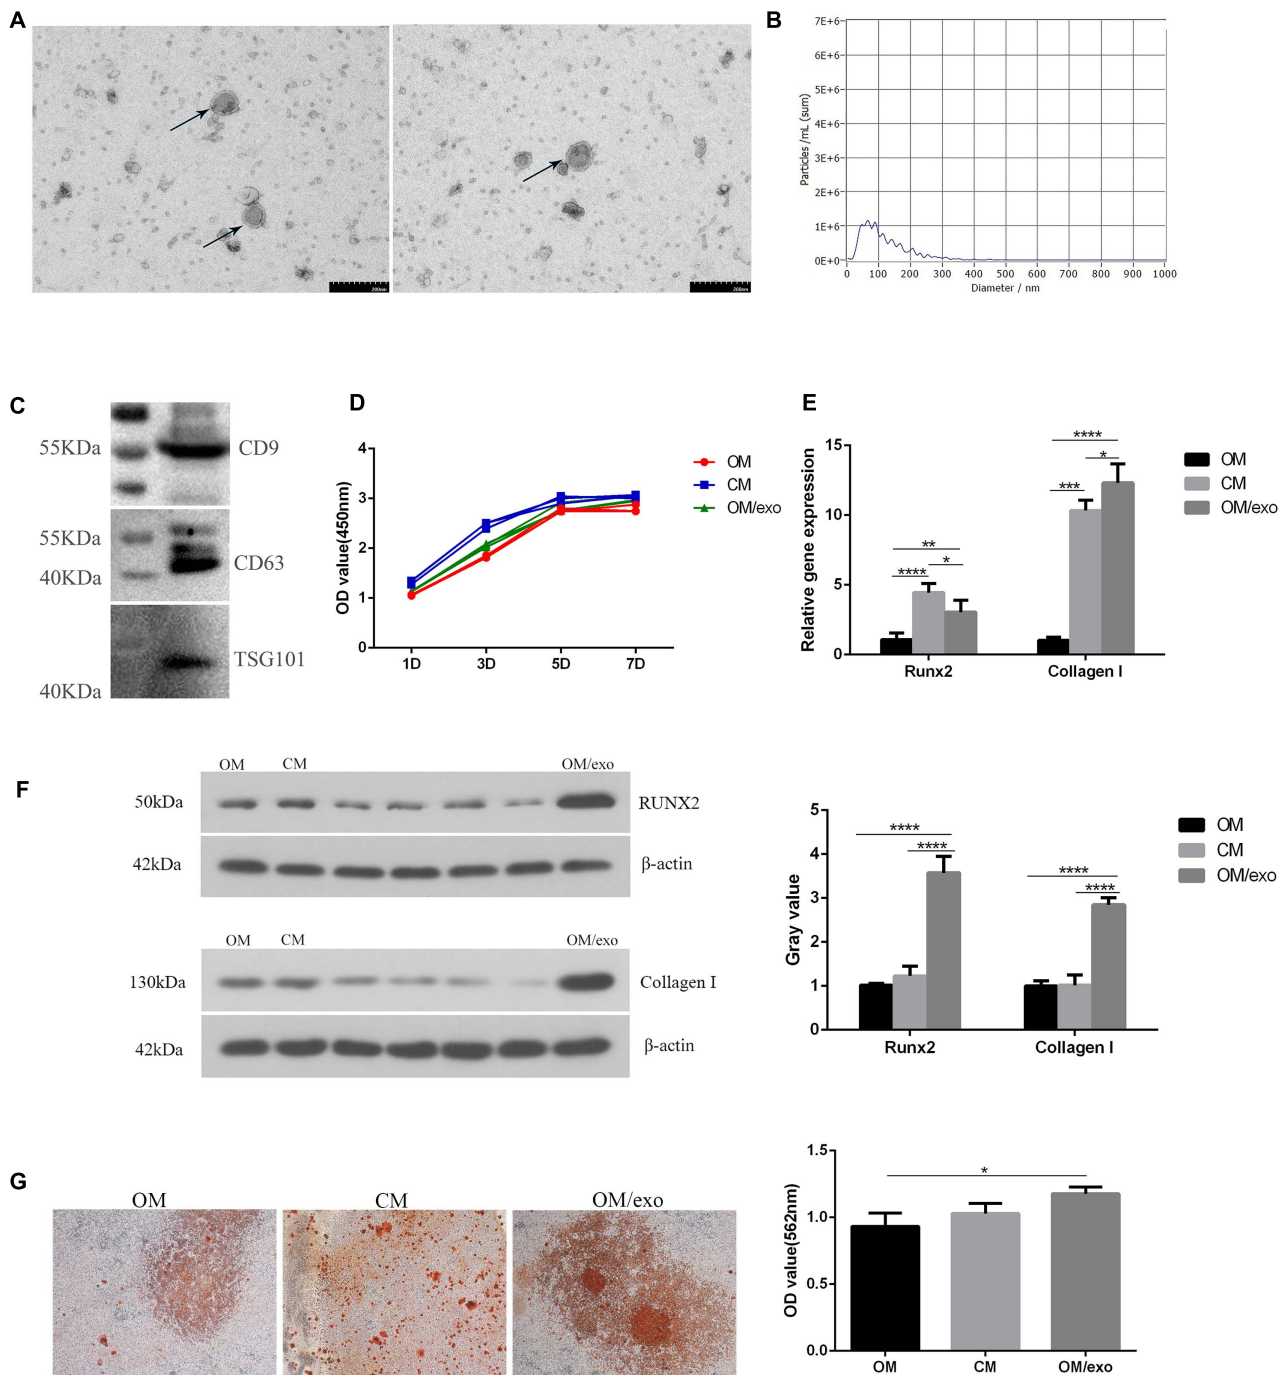 A
200nm
200nm
B
7E+6
6E+6
5E+6
4E+6
3E+6
2E+6
1E+6
0E+0
Particles /mL (sum)
0 100 200 300 400 500 600 700 800 900 1000
Diameter / nm
C
55KDa
CD9
55KDa
40KDa
CD63
TSG101
40KDa
D
OD value(450nm)
4
3
2
1
0
1D 3D 5D 7D
OM
CM
OM/exo
E
Relative gene expression
15
10
5
0
**
****
*
****
***
*
Runx2 Collagen I
OM
CM
OM/exo
F
OM CM OM/exo
50kDa
RUNX2
42kDa
β-actin
OM CM OM/exo
130kDa
Collagen I
42kDa
β-actin
Gray value
5
4
3
2
1
0
****
****
****
****
Runx2 Collagen I
OM
CM
OM/exo
G
OM CM OM/exo
OD value(562nm)
1.5
1.0
0.5
0.0
*
OM CM OM/exo